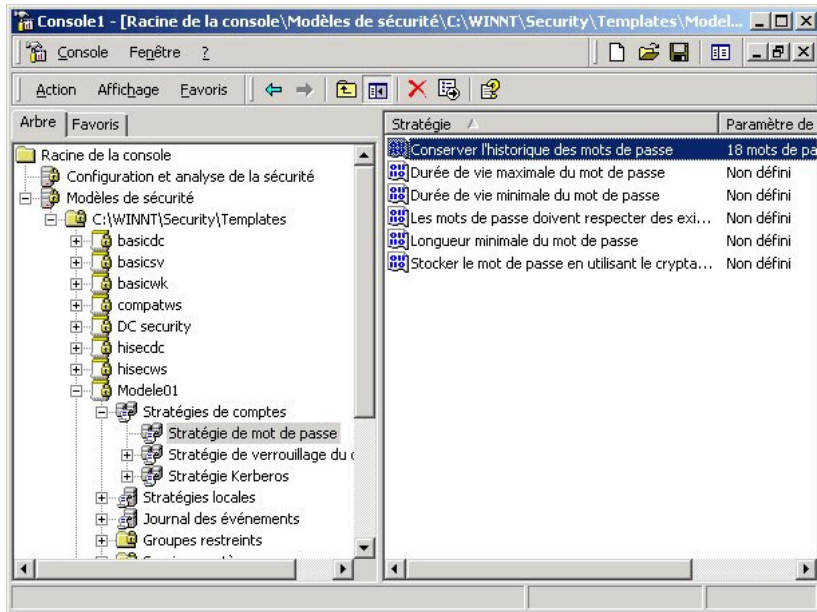 Console1 - [Racine de la console\Modèles de sécurité\C:\WINNT\Security\Templates\Model...
Console Fenêtre ?
Action Affichage Favoris
Arbre Favoris
Racine de la console
Configuration et analyse de la sécurité
Modèles de sécurité
C:\WINNT\Security\Templates
basicdc
basicsv
basicwk
compatws
DC security
hisecdc
hisecws
Modele01
Stratégies de comptes
Stratégie de mot de passe
Stratégie de verrouillage du
Stratégie Kerberos
Stratégies locales
Journal des événements
Groupes restreints
Stratégie Paramètre de
Conserver l'historique des mots de passe 18 mots de pa
Durée de vie maximale du mot de passe Non défini
Durée de vie minimale du mot de passe Non défini
Les mots de passe doivent respecter des exi... Non défini
Longueur minimale du mot de passe Non défini
Stocker le mot de passe en utilisant le crypta... Non défini